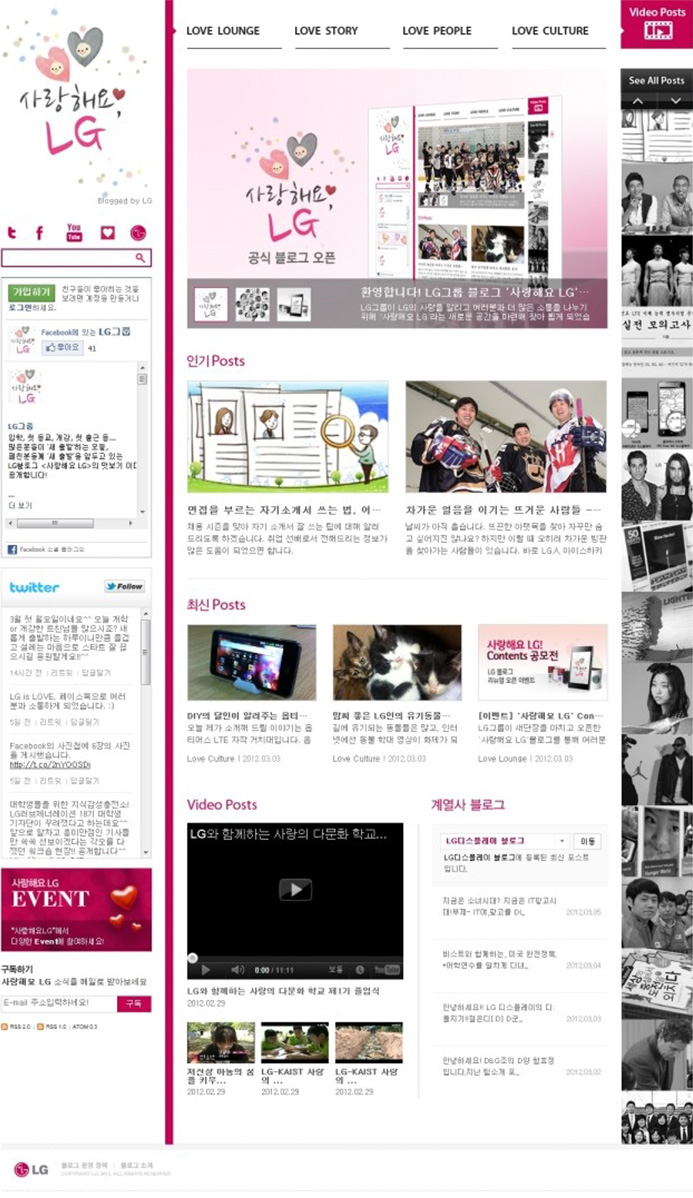 사랑해요,
LG
Blogged by LG
You
Tube
가입하기
친구들이 좋아하는 것을
보려면 계정을 만들거나
로그인하세요.
Facebook에 있는 LG그룹
좋아요
41
사랑해요
LG
LG그룹
입학, 첫 등교, 개강, 첫 출근 등...
많은분들이 '새 출발'하는 오늘,
LG블로그 <사랑해요 LG>의 맛보기 이미
공개합니다!
...
더 보기
Facebook 소셜 플러그인
twitter
Follow
3월 첫 월요일이네요^^ 오늘 개학
or 개강한 트친님들 많으시죠? 새
롭게 출발하는 하루이니만큼 즐겁
고 설레는 마음으로 스타트 잘 끊
으시길 응원할게요!!^^
14시간 전 | 리트윗 | 답글달기
LG is LOVE, 페이스북으로 여러
분과 소통하게 되었습니다. :)
5일 전 | 리트윗 | 답글달기
Facebook의 사진첩에 6장의 사진
을 게시했습니다.
http://t.co/2nYOOSDi
5일 전 | 리트윗 | 답글달기
대학생들을 위한 지식감성충전소!
LG러브제너레이션 18기 대학생
기자단이 꾸려졌다고 하는데요^^
앞으로 알차고 흥미만점인 기사들
만 쏙쏙 선보이겠다는 각오를 다
졌던 워크숍 현장!! 공개합니다^^
사랑해요 LG
EVENT
"사랑해요LG"에서
다양한 Event에 참여하세요!
구독하기
사랑해요 LG 소식을 메일로 받아보세요
E-mail 주소입력하세요!
구독
RSS 2.0 | RSS 1.0 | ATOM 0.3
LOVE LOUNGE
LOVE STORY
LOVE PEOPLE
LOVE CULTURE
사랑해요,
LG
공식 블로그 오픈
환영합니다! LG그룹 블로그 '사랑해요 LG'...
LG그룹이 LG의 사랑을 알리고 여러분과 더 많은 소통을 나누기
위해 '사랑해요 LG'라는 새로운 공간을 마련해 찾아 뵙게 되었습
인기 Posts
면접을 부르는 자기소개서 쓰는 법, 어...
채용 시즌을 맞아 자기 소개서 잘 쓰는 팁에 대해 알려
드리도록 하겠습니다. 취업 선배로서 전해드리는 정보가
많은 도움이 되었으면 합니다.
차가운 얼음을 이기는 뜨거운 사람들 -...
날씨가 아직 춥습니다. 뜨끈한 아랫목을 찾아 자꾸만 숨
고 싶어지진 않나요? 하지만 이럴 때 오히려 차가운 빙판
을 찾아가는 사람들이 있습니다. 바로 LG人 아이스하키
최신 Posts
DIY의 달인이 알려주는 옵티...
오늘 제가 소개해 드릴 이야기는 옵
티머스 LTE 자작 거치대입니다. 옵
Love Culture | 2012.03.03
맘씨 좋은 LG인의 유기동물...
길에 유기되는 동물들은 많고, 인터
넷에선 동물 학대 영상이 화제가 되
Love Culture | 2012.03.03
사랑해요 LG!
Contents 공모전
LG 블로그
리뉴얼 오픈 이벤트
[이벤트] '사랑해요 LG' Con...
LG그룹이 새단장을 마치고 오픈한
'사랑해요 LG'블로그를 통해 여러분
Love Lounge | 2012.03.03
Video Posts
LG와 함께하는 사랑의 다문화 학교...
0:00 / 11:11
보통
YouTube
LG와 함께하는 사랑의 다문화 학교 제1기 졸업식
2012.02.29
저신장 아동의 꿈
을 키우...
2012.02.29
LG-KAIST 사랑
의 ...
2012.02.29
LG-KAIST 사랑
의 ...
2012.02.29
계열사 블로그
LG디스플레이 블로그
이동
LG디스플레이 블로그에 등록된 최신 포스트
입니다.
지금은 소녀시대? 지금은 IT맞고시
대!무제~ IT여,맞고를 D(..
2012.03.05
비스트와 함께하는, 미국 완전정복,
+어학연수를 알차게 다녀..
2012.03.04
안녕하세요!! LG 디스플레이의 디:
2012.03.03
안녕하세요! D&G조의 D양 함프정
입니다.지난 팀소개 포..
2012.03.02
Video Posts
See All Posts
실전 모의고사
LG
블로그 운영 정책 | 블로그 소개
COPYRIGHT LG 2012. ALL RIGHTS RESERVED.